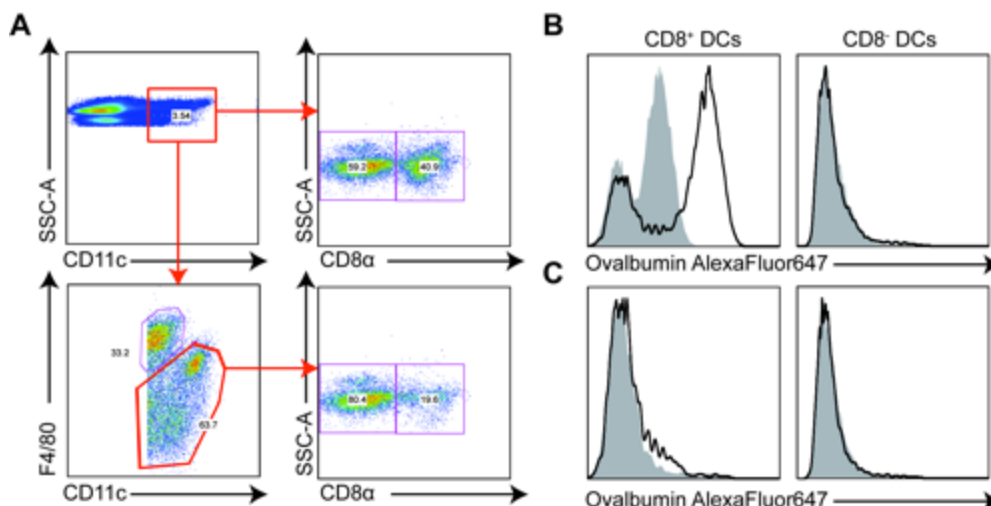 A
SSC-A
3.54
CD11c
SSC-A
59.2
40.9
CD8α
F4/80
33.2
63.7
CD11c
SSC-A
80.4
19.6
CD8α
B
CD8⁺ DCs
CD8⁻ DCs
Ovalbumin AlexaFluor647
C
Ovalbumin AlexaFluor647